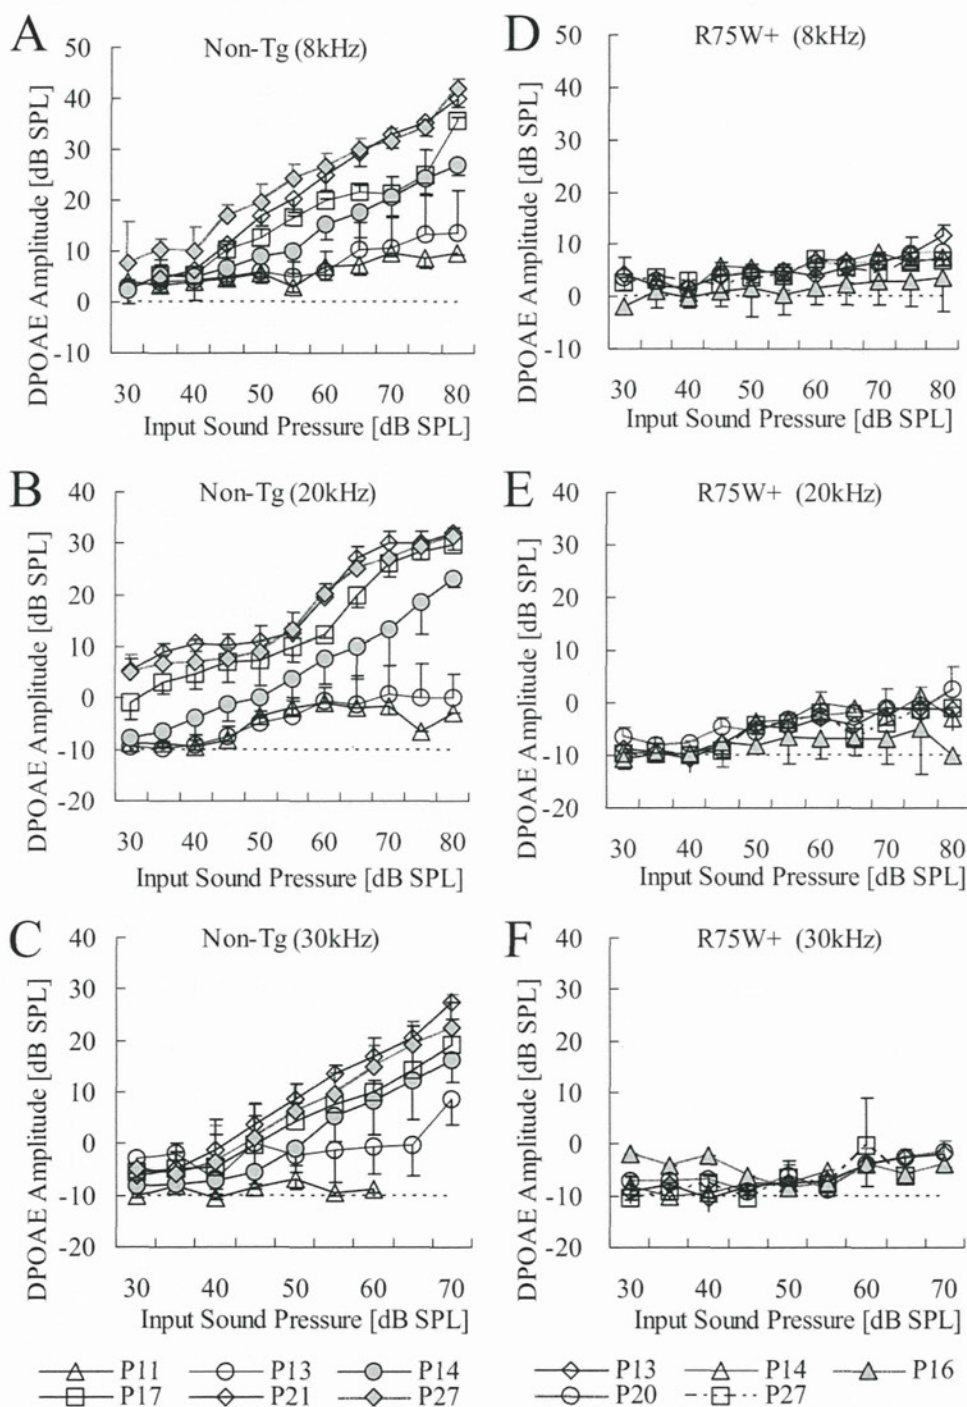 A
Non-Tg (8kHz)
DPOAE Amplitude [dB SPL]
50
40
30
20
10
0
-10
30 40 50 60 70 80
Input Sound Pressure [dB SPL]
D
R75W+ (8kHz)
DPOAE Amplitude [dB SPL]
50
40
30
20
10
0
-10
30 40 50 60 70 80
Input Sound Pressure [dB SPL]
B
Non-Tg (20kHz)
DPOAE Amplitude [dB SPL]
40
30
20
10
0
-10
-20
30 40 50 60 70 80
Input Sound Pressure [dB SPL]
E
R75W+ (20kHz)
DPOAE Amplitude [dB SPL]
40
30
20
10
0
-10
-20
30 40 50 60 70 80
Input Sound Pressure [dB SPL]
C
Non-Tg (30kHz)
DPOAE Amplitude [dB SPL]
40
30
20
10
0
-10
-20
30 40 50 60 70
Input Sound Pressure [dB SPL]
F
R75W+ (30kHz)
DPOAE Amplitude [dB SPL]
40
30
20
10
0
-10
-20
30 40 50 60 70
Input Sound Pressure [dB SPL]
P11 P13 P14
P17 P21 P27
P13 P14 P16
P20 P27